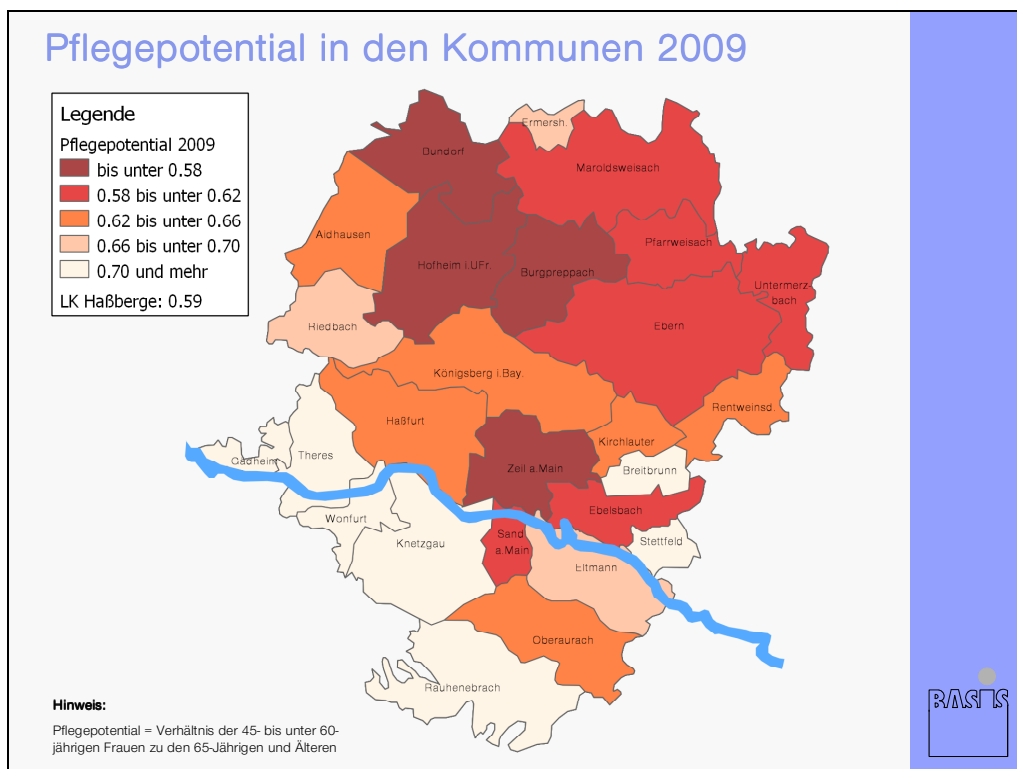 Pflegepotential in den Kommunen 2009
Legende
Pflegepotential 2009
bis unter 0.58
0.58 bis unter 0.62
0.62 bis unter 0.66
0.66 bis unter 0.70
0.70 und mehr
LK Haßberge: 0.59
Ermersh.
Bundorf
Maroldsweisach
Aidhausen
Pfarrweisach
Hofheim i.UFr.
Burgpreppach
Untermerz-
bach
Riedbach
Ebern
Königsberg i.Bay.
Rentweinsd.
Haßfurt
Kirchlauter
Theres
Gädheim
Zeil a.Main
Breitbrunn
Ebelsbach
Wonfurt
Sand
a.Main
Knetzgau
Stettfeld
Eltmann
Oberaurach
Rauhenebrach
Hinweis:
Pflegepotential = Verhältnis der 45- bis unter 60-
jährigen Frauen zu den 65-Jährigen und Älteren
BASIS